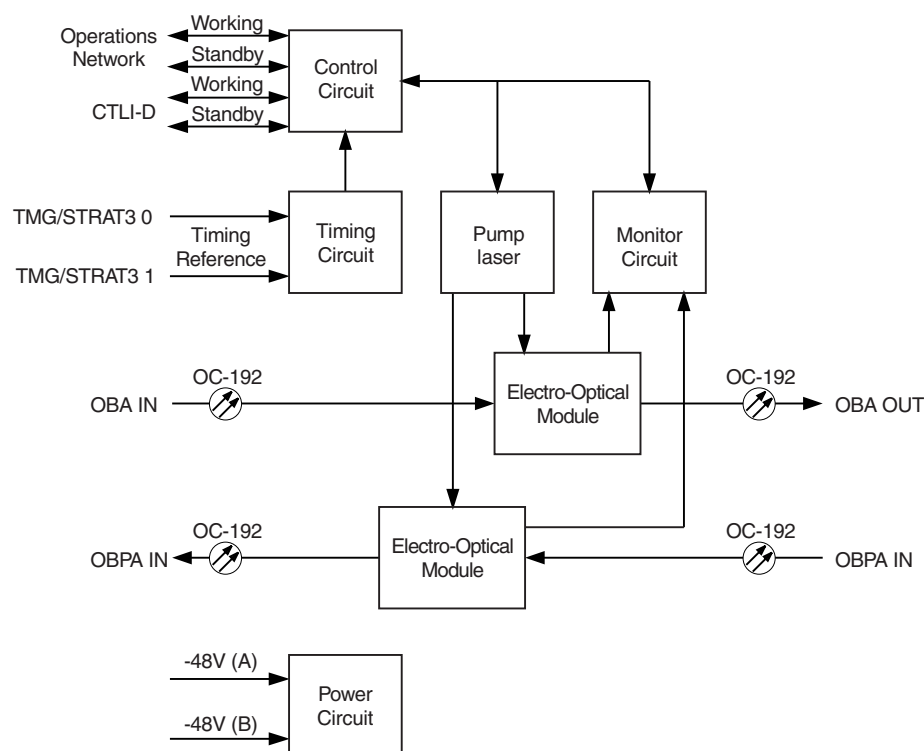 Operations
Network
Working
Standby
Working
CTLI-D
Standby
Control
Circuit
TMG/STRAT3 0
Timing
Reference
TMG/STRAT3 1
Timing
Circuit
Pump
laser
Monitor
Circuit
OC-192
OBA IN
Electro-Optical
Module
OC-192
OBA OUT
OC-192
OBPA IN
Electro-Optical
Module
OC-192
OBPA IN
-48V (A)
-48V (B)
Power
Circuit